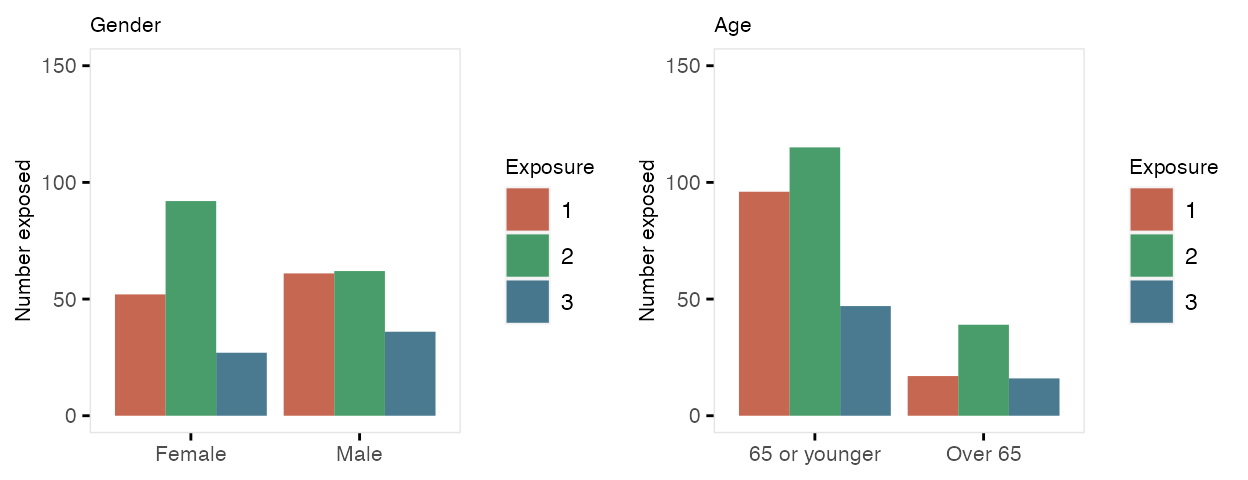 Gender
150
100
50
0
Number exposed
Female Male
Exposure
1
2
3
Age
150
100
50
0
Number exposed
65 or younger Over 65
Exposure
1
2
3